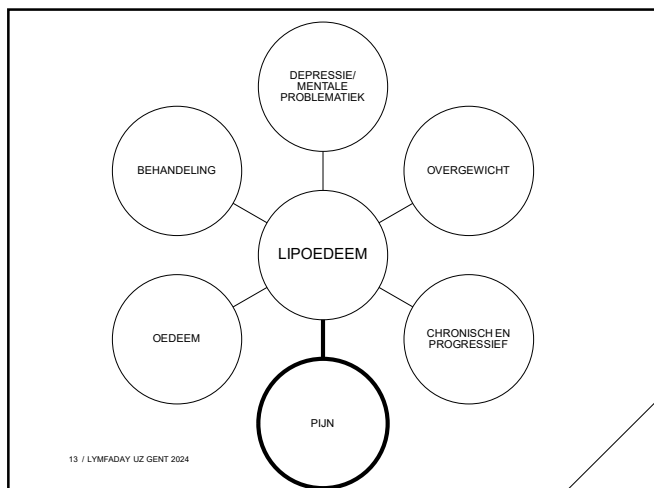 DEPRESSIE/
MENTALE
PROBLEMATIEK
BEHANDELING
OVERGEWICHT
LIPOEDEEM
OEDEEM
CHRONISCH EN
PROGRESSIEF
PIJN
13 / LYMFADAY UZ GENT 2024